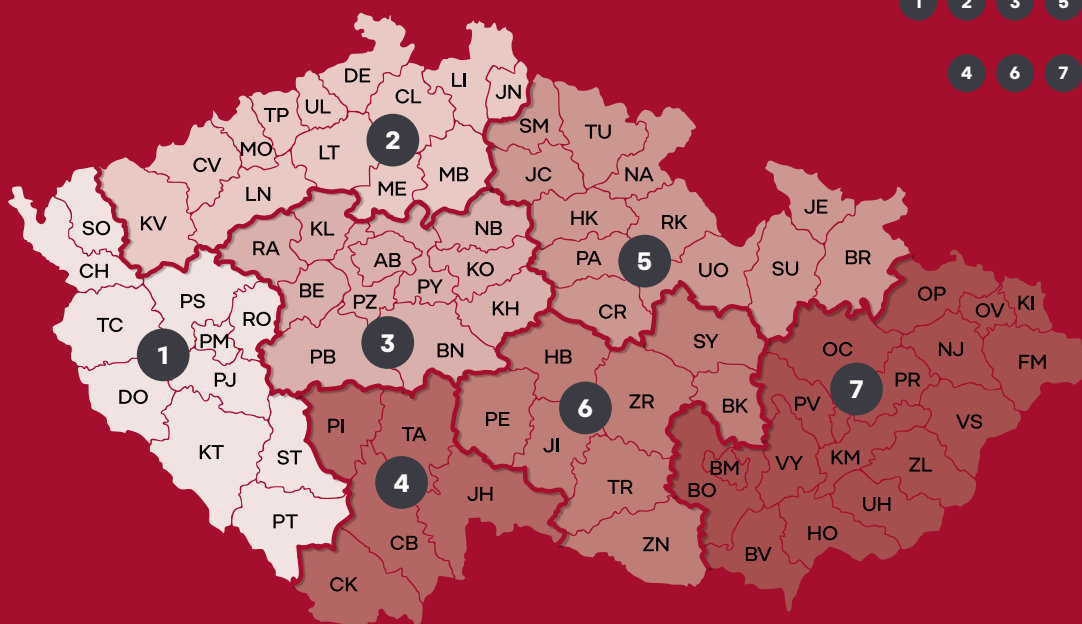 1 2 3 5
4 6 7
DE
LI
CL
JN
UL
TP
SM
TU
2
MO
LT
CV
MB
JC
NA
ME
LN
JE
HK
RK
KV
SO
NB
KL
RA
AB
PA
5
BR
KO
SU
UO
CH
PY
BE
OP
PZ
PS
KI
OV
KH
CR
RO
TC
PM
3
SY
BN
OC
NJ
1
PB
HB
FM
PJ
PR
7
DO
ZR
PV
BK
6
PE
VS
PI
TA
JI
KT
ST
KM
VY
ZL
BM
4
TR
BO
JH
UH
PT
HO
CB
ZN
BV
CK